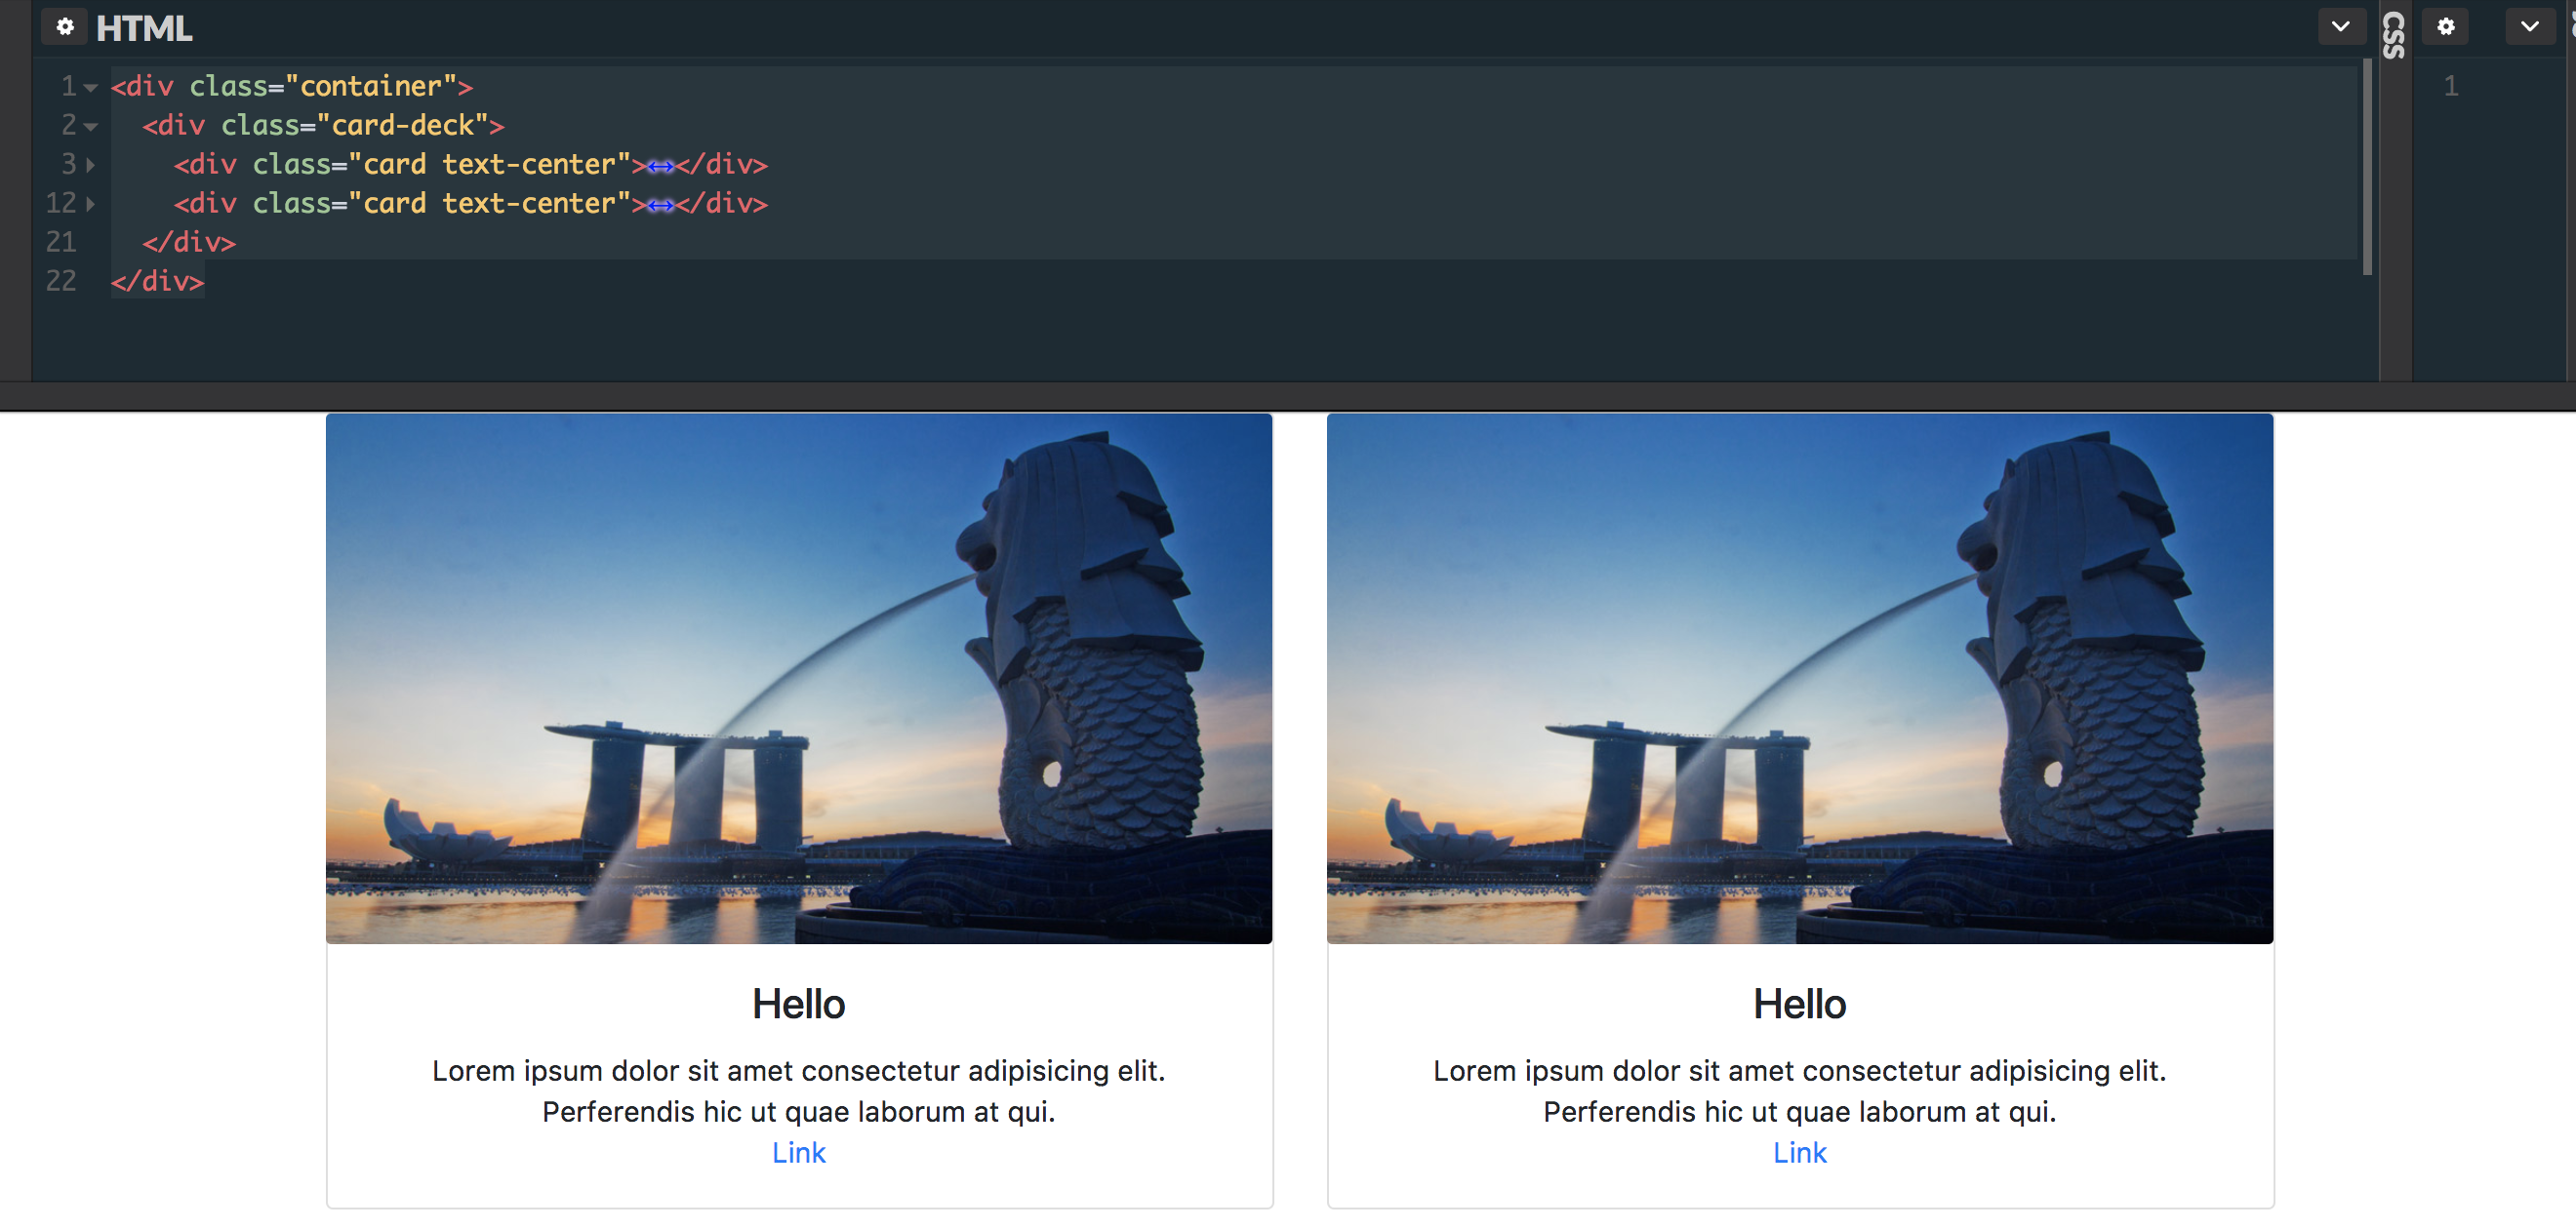 HTML
CSS
1 <div class="container">
2 <div class="card-deck">
3 <div class="card text-center">↔</div>
12 <div class="card text-center">↔</div>
21 </div>
22 </div>
1
Hello
Lorem ipsum dolor sit amet consectetur adipisicing elit.
Perferendis hic ut quae laborum at qui.
Link
Hello
Lorem ipsum dolor sit amet consectetur adipisicing elit.
Perferendis hic ut quae laborum at qui.
Link